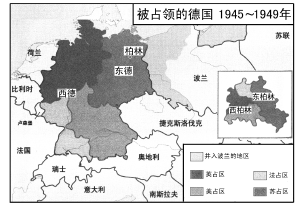 被占领的德国 1945～1949年
苏联
荷兰
柏林
东德
波兰
西德
比利时
卢森堡
东柏林
西柏林
捷克斯洛伐克
法国
奥地利
瑞士
意大利
南斯拉夫
并入波兰的地区
英占区
法占区
美占区
苏占区